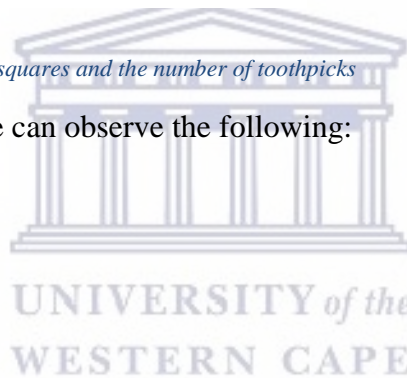 squares and the number of toothpicks
e can observe the following:
UNIVERSITY of the
WESTERN CAPE